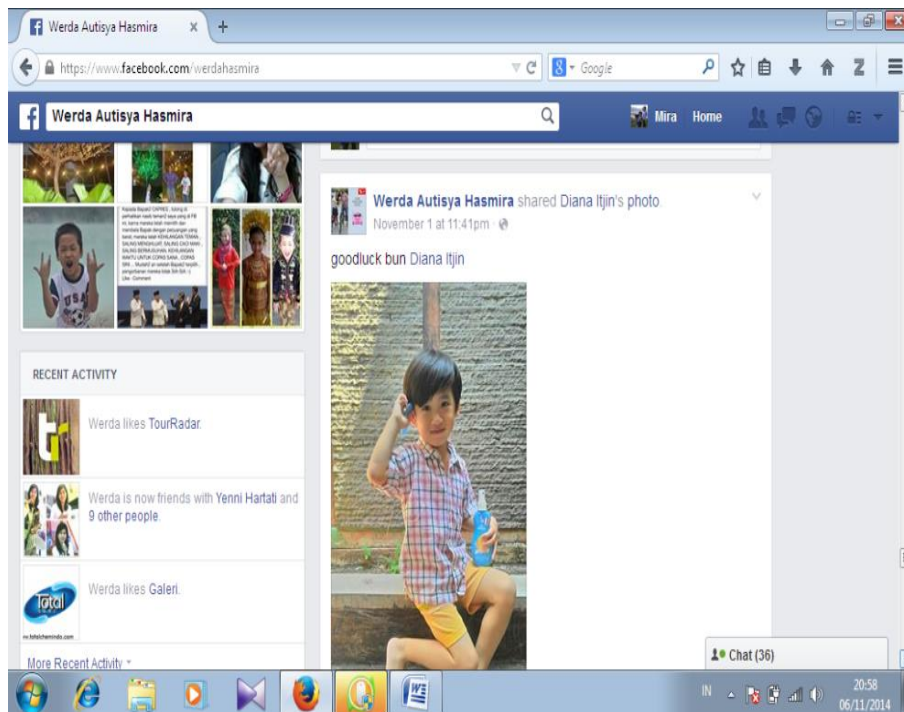 Werda Autisya Hasmira
https://www.facebook.com/werdahasmira
Google
Werda Autisya Hasmira
Mira
Home
Werda Autisya Hasmira shared Diana Itjin's photo.
November 1 at 11:41pm
goodluck bun Diana Itjin
USA
RECENT ACTIVITY
Werda likes TourRadar.
Werda is now friends with Yenni Hartati and
9 other people.
Total
Werda likes Galeri.
More Recent Activity
Chat (36)
IN
20:58
06/11/2014